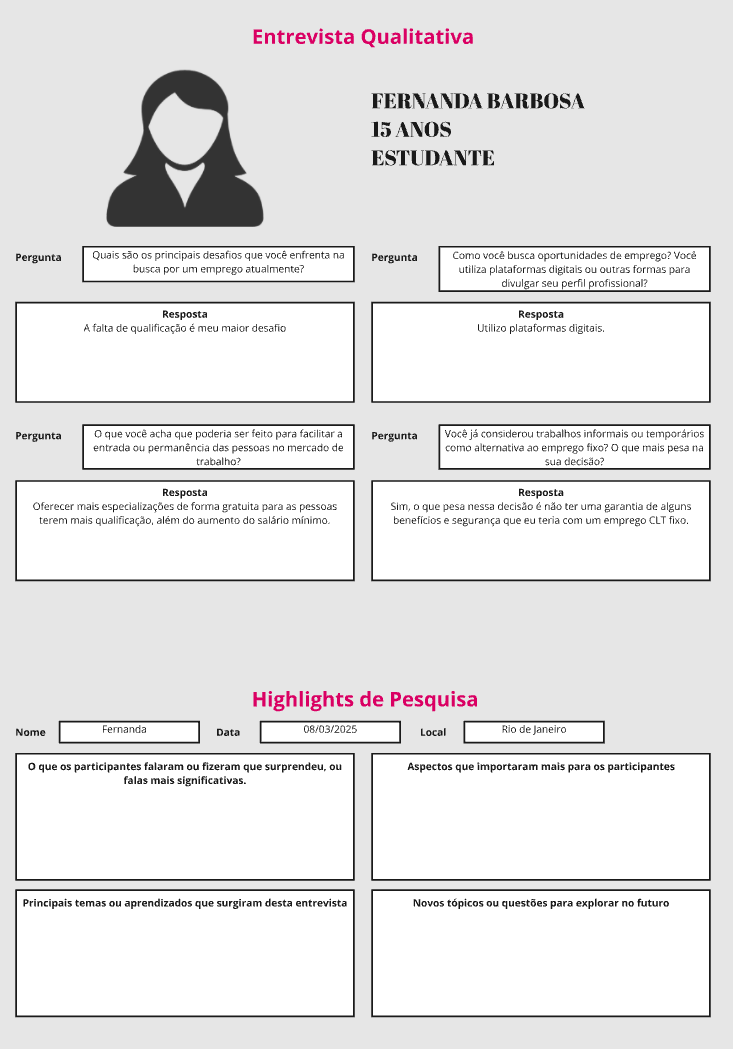 Entrevista Qualitativa
FERNANDA BARBOSA
15 ANOS
ESTUDANTE
Pergunta
Quais são os principais desafios que você enfrenta na
busca por um emprego atualmente?
Pergunta
Como você busca oportunidades de emprego? Você
utiliza plataformas digitais ou outras formas para
divulgar seu perfil profissional?
Resposta
A falta de qualificação é meu maior desafio
Resposta
Utilizo plataformas digitais.
Pergunta
O que você acha que poderia ser feito para facilitar a
entrada ou permanência das pessoas no mercado de
trabalho?
Pergunta
Você já considerou trabalhos informais ou temporários
como alternativa ao emprego fixo? O que mais pesa na
sua decisão?
Resposta
Oferecer mais especializações de forma gratuita para as pessoas
terem mais qualificação, além do aumento do salário mínimo.
Resposta
Sim, o que pesa nessa decisão é não ter uma garantia de alguns
benefícios e segurança que eu teria com um emprego CLT fixo.
Highlights de Pesquisa
Nome
Fernanda
Data
08/03/2025
Local
Rio de Janeiro
O que os participantes falaram ou fizeram que surpreendeu, ou
falas mais significativas.
Aspectos que importaram mais para os participantes
Principais temas ou aprendizados que surgiram desta entrevista
Novos tópicos ou questões para explorar no futuro